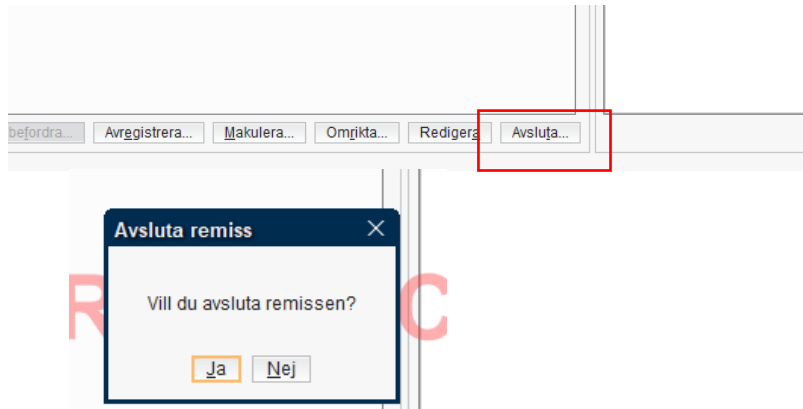 befordra... Avregistrera... Makulera... Omrikta... Redigera Avsluta...
Avsluta remiss
Vill du avsluta remissen?
Ja Nej
R C